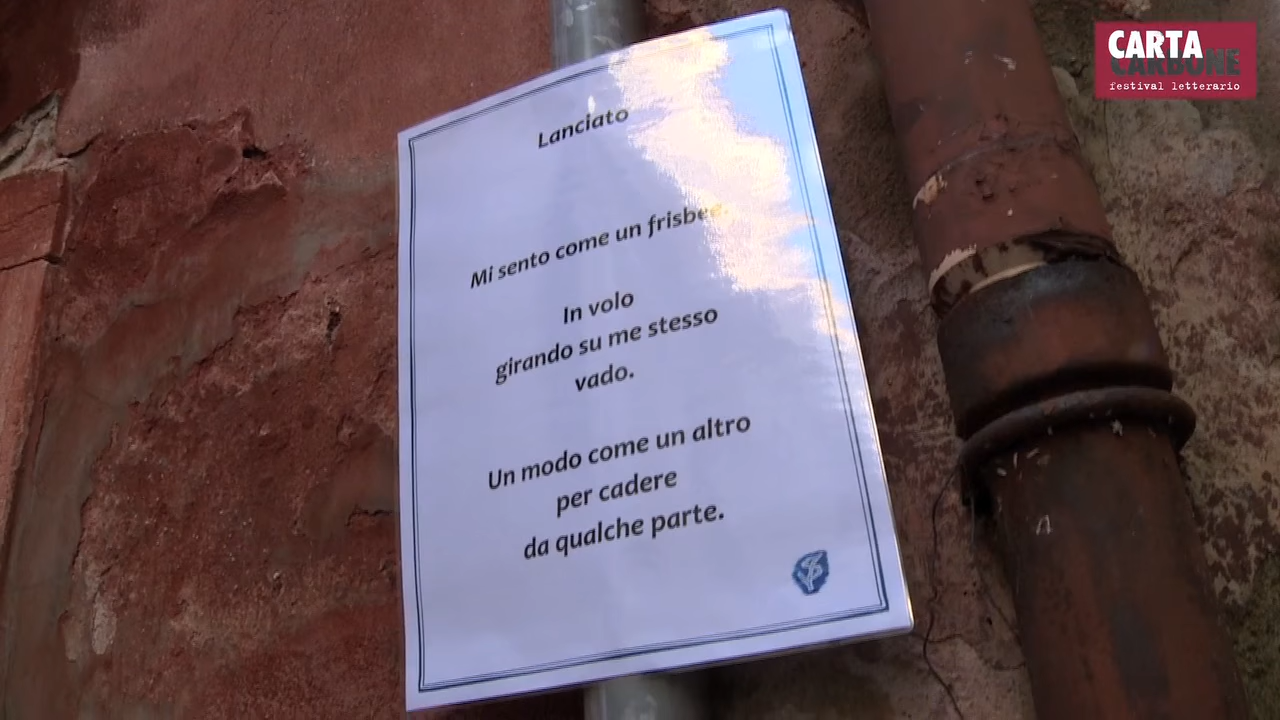 CARTA
CARBONE
festival letterario
Lanciato
Mi sento come un frisbee.
In volo
girando su me stesso
vado.
Un modo come un altro
per cadere
da qualche parte.